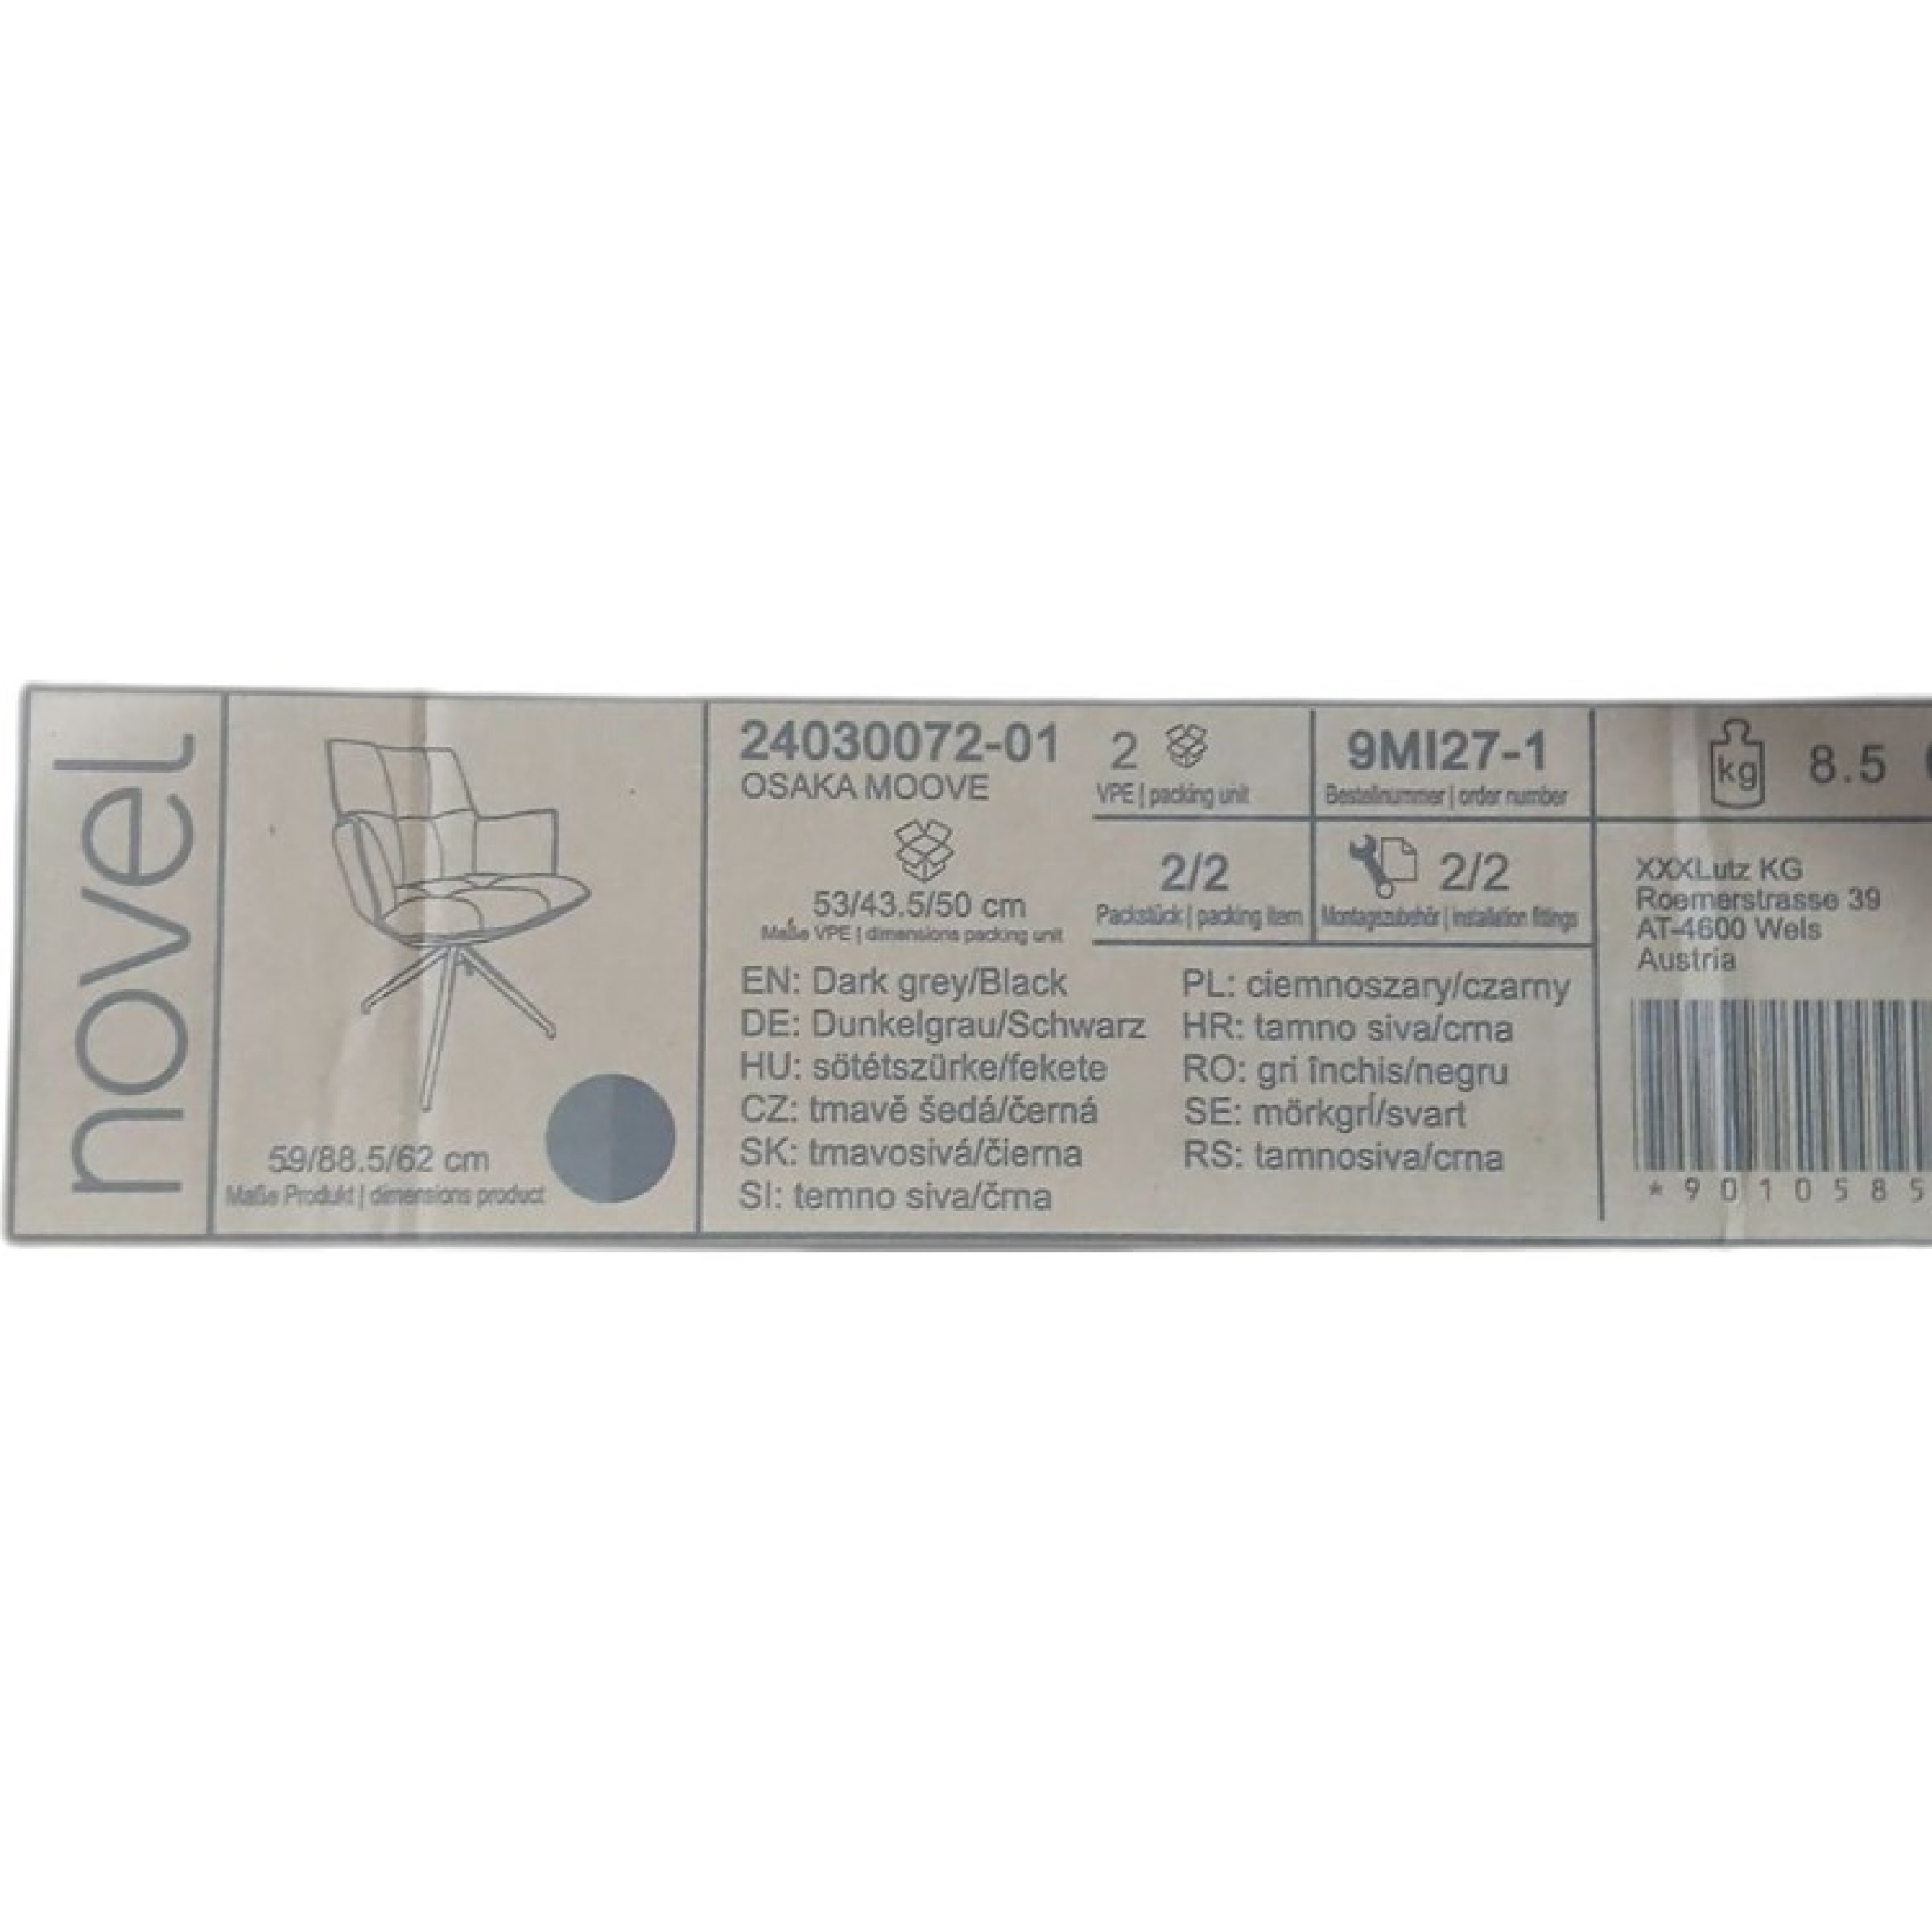 novel
59/88.5/62 cm
Maße Produkt | dimensions product
24030072-01
OSAKA MOOVE
53/43.5/50 cm
Maße VPE | dimensions packing unit
2
VPE | packing unit
9MI27-1
Bestellnummer | order number
2/2
Packstück | packing item
2/2
Montagezubehör | installation fittings
EN: Dark grey/Black
DE: Dunkelgrau/Schwarz
HU: sötétszürke/fekete
CZ: tmavě šedá/černá
SK: tmavosivá/čierna
SI: temno siva/črna
PL: ciemnoszary/czarny
HR: tamno siva/crna
RO: gri închis/negru
SE: mörkgrĺ/svart
RS: tamnosiva/crna
kg 8.5
XXXLutz KG
Roemerstrasse 39
AT-4600 Wels
Austria
*9010585